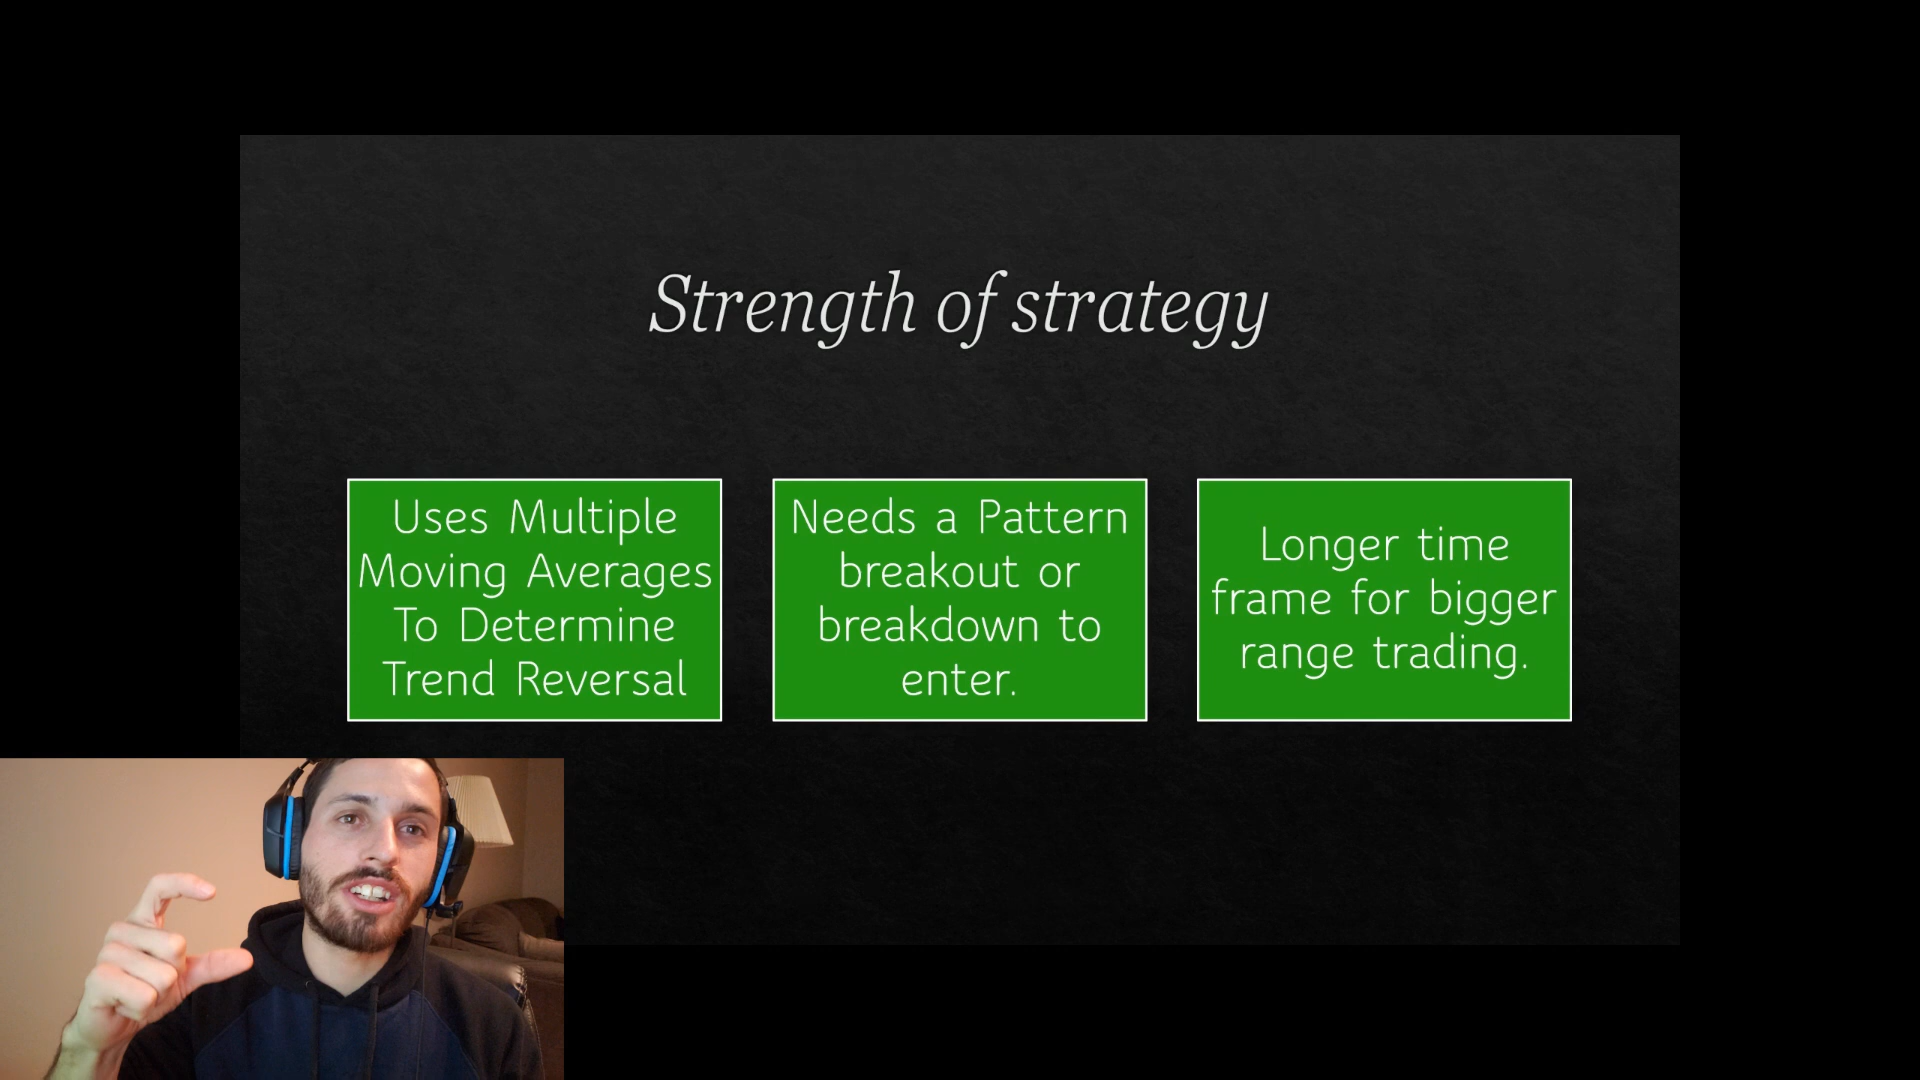 Strength of strategy
Uses Multiple
Moving Averages
To Determine
Trend Reversal
Needs a Pattern
breakout or
breakdown to
enter.
Longer time
frame for bigger
range trading.